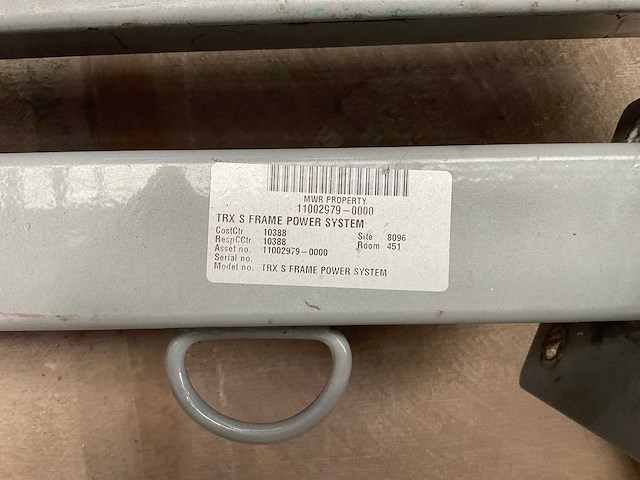 MWR PROPERTY
11002979-0000
TRX S FRAME POWER SYSTEM
CostCtr 10388 Site 8096
RespCCtr 10388 Room 451
Asset no. 11002979-0000
Serial no.
Model no. TRX S FRAME POWER SYSTEM